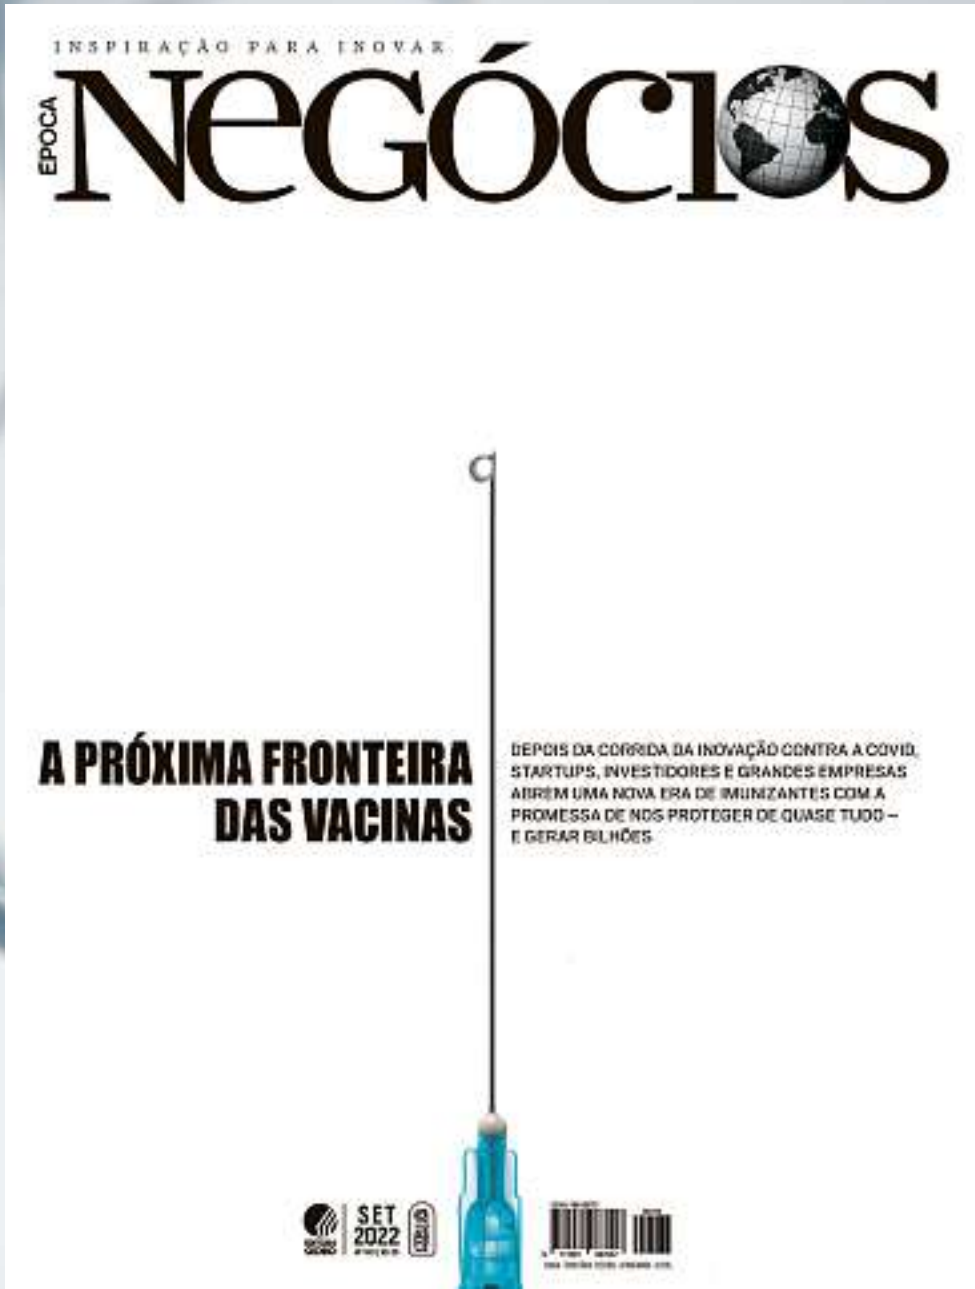 INSPIRAÇÃO PARA INOVAR
ÉPOCA
NeGÓCIOS
A PRÓXIMA FRONTEIRA
DAS VACINAS
DEPOIS DA CORRIDA DA INOVAÇÃO CONTRA A COVID,
STARTUPS, INVESTIDORES E GRANDES EMPRESAS
ABREM UMA NOVA ERA DE IMUNIZANTES COM A
PROMESSA DE NOS PROTEGER DE QUASE TUDO –
E GERAR BILHÕES
SET
2022